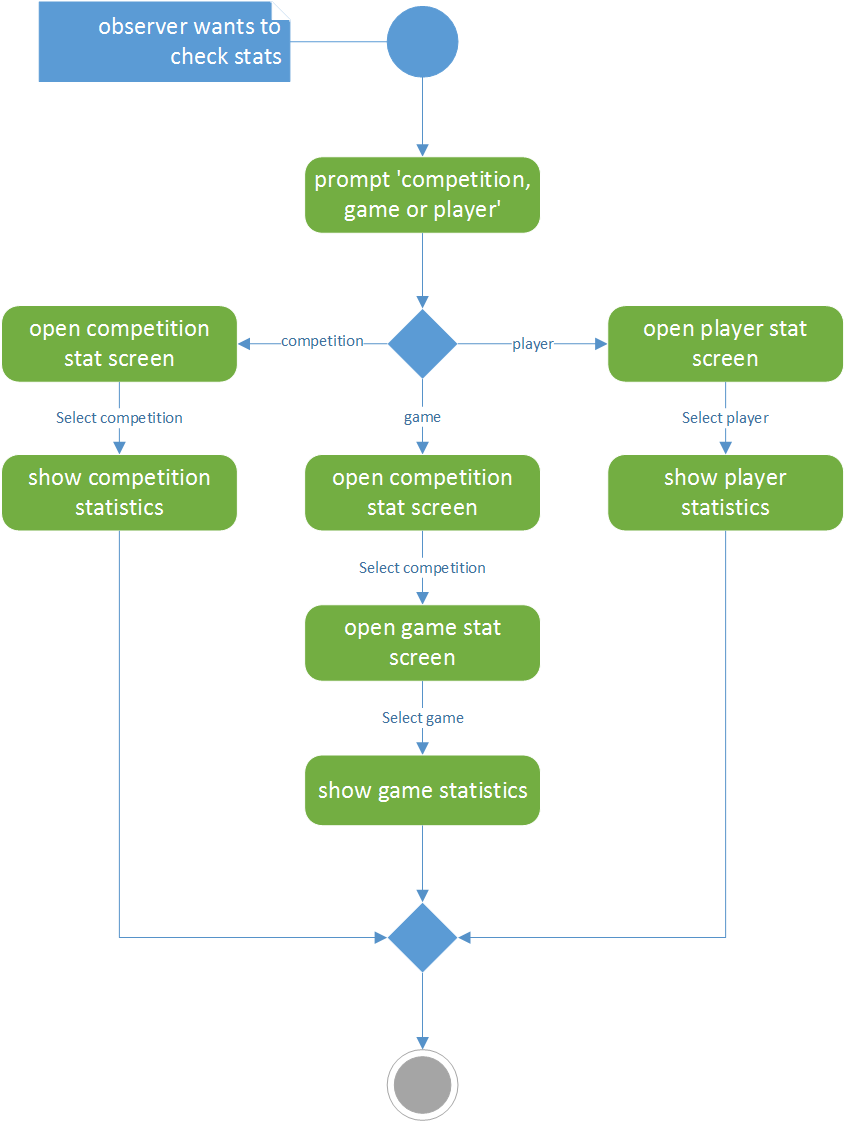 observer wants to
check stats
prompt 'competition,
game or player'
open competition
stat screen
competition
player
open player stat
screen
Select competition
game
Select player
show competition
statistics
open competition
stat screen
show player
statistics
Select competition
open game stat
screen
Select game
show game statistics